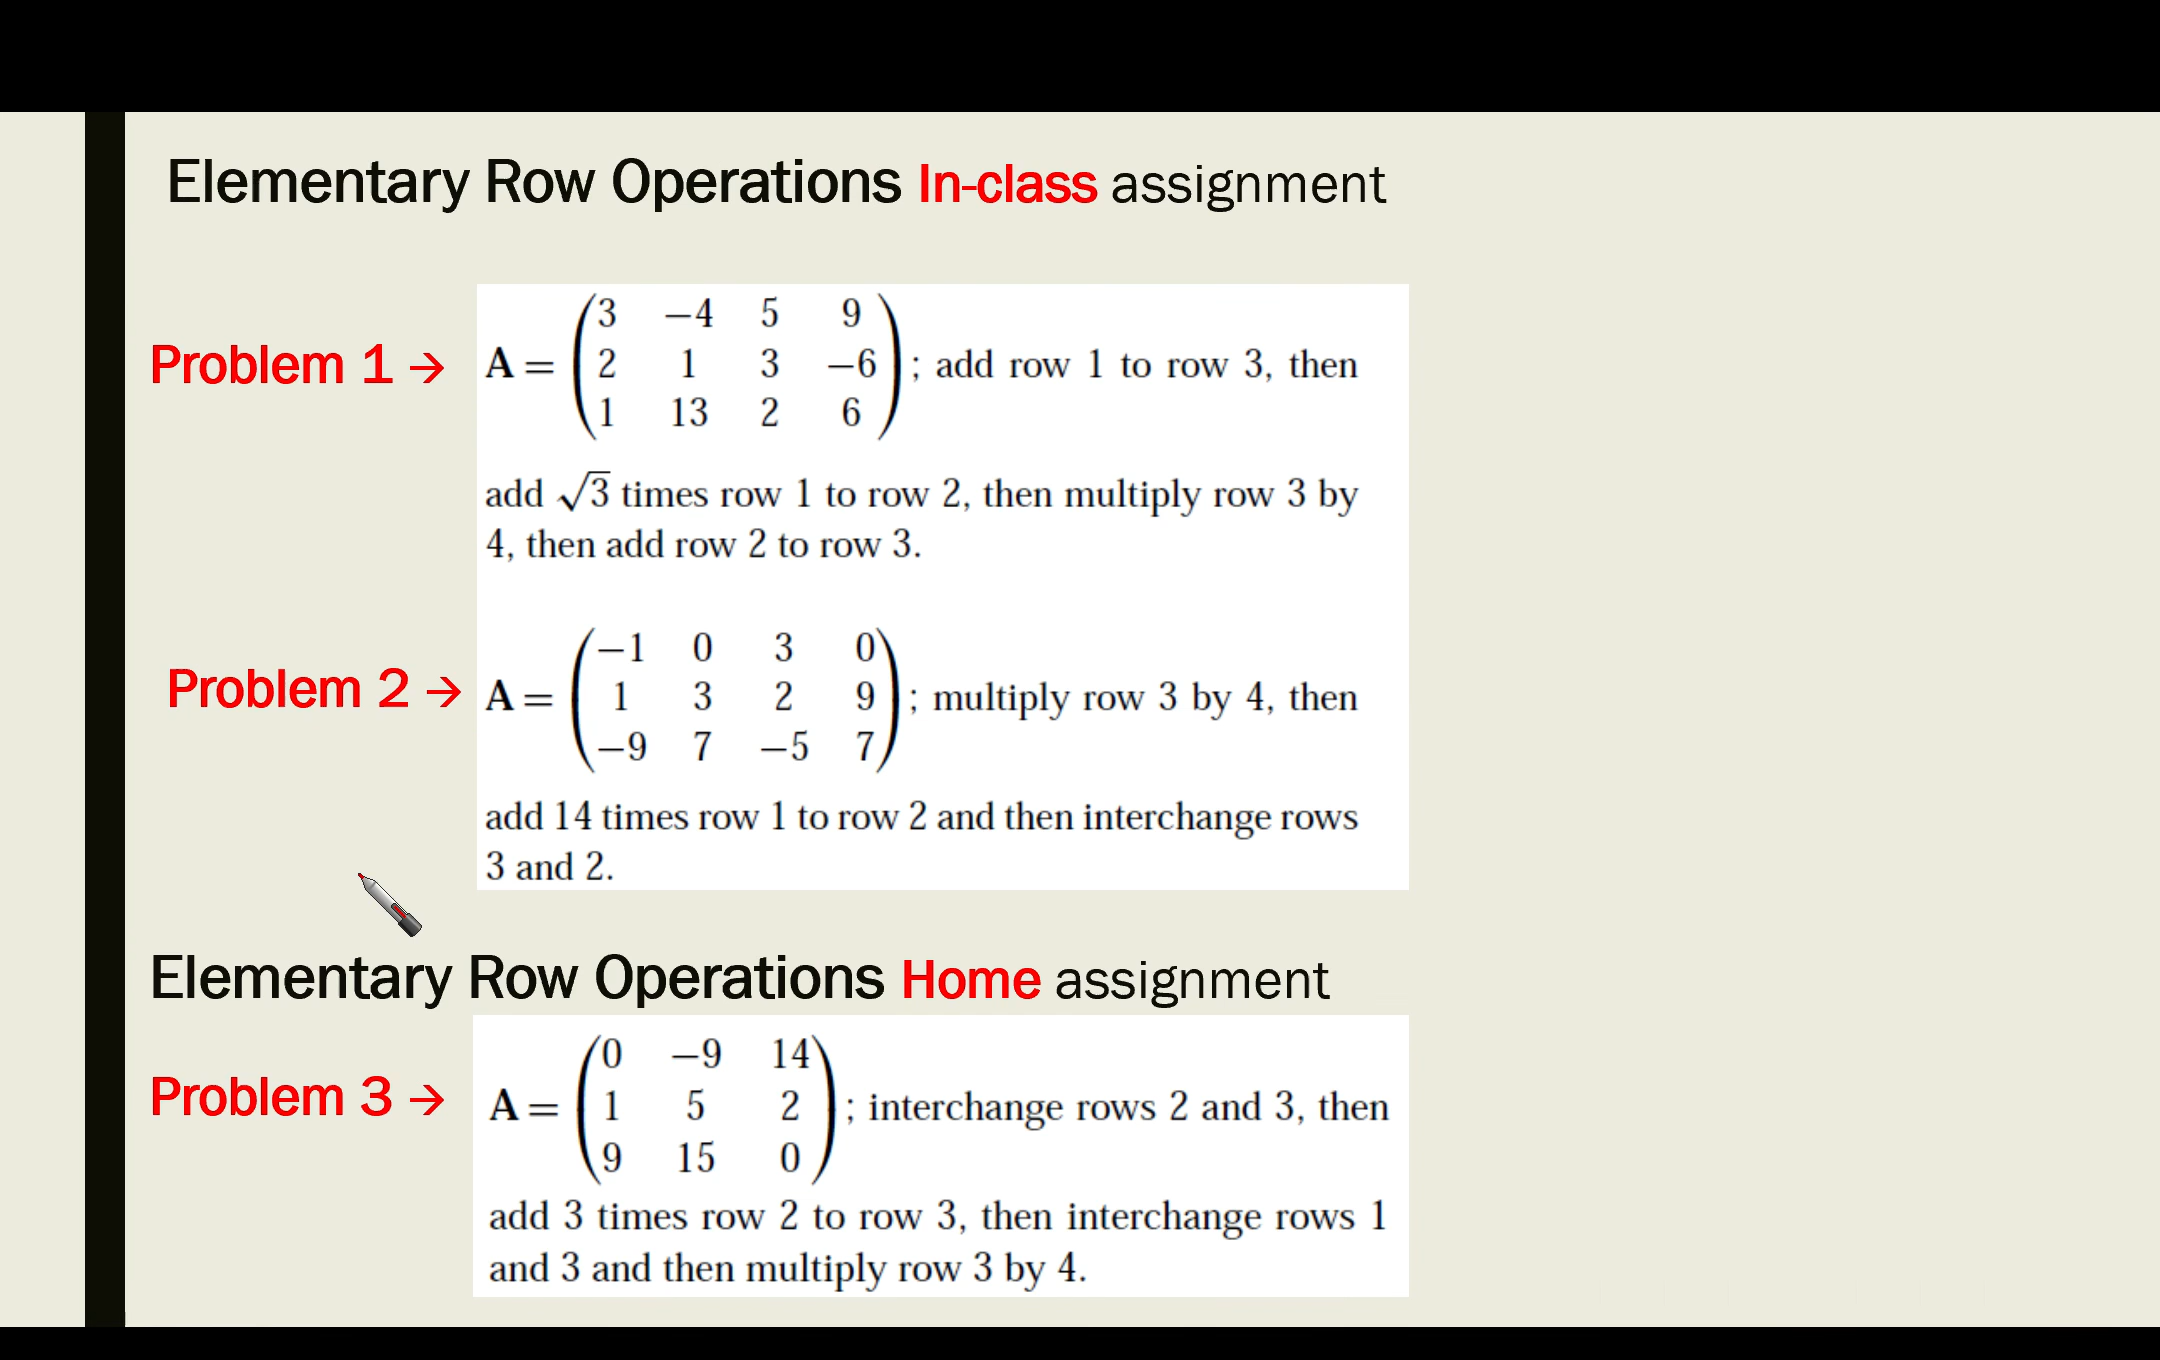 Elementary Row Operations In-class assignment
Problem 1 →
A = ( 3 −4 5 9
2 1 3 −6
1 13 2 6 ) ; add row 1 to row 3, then
add √3 times row 1 to row 2, then multiply row 3 by
4, then add row 2 to row 3.
Problem 2 →
A = ( −1 0 3 0
1 3 2 9
−9 7 −5 7 ) ; multiply row 3 by 4, then
add 14 times row 1 to row 2 and then interchange rows
3 and 2.
Elementary Row Operations Home assignment
Problem 3 →
A = ( 0 −9 14
1 5 2
9 15 0 ) ; interchange rows 2 and 3, then
add 3 times row 2 to row 3, then interchange rows 1
and 3 and then multiply row 3 by 4.